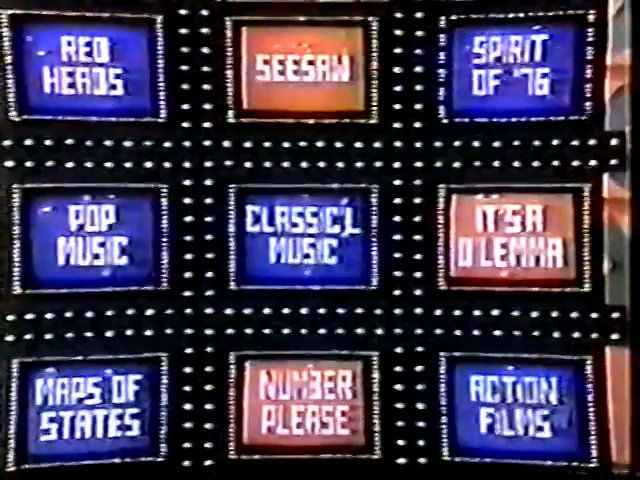 RED
HEADS
SEESAW
SPIRIT
OF '76
POP
MUSIC
CLASSIC'L
MUSIC
IT'S A
DILEMMA
MAPS OF
STATES
NUMBER
PLEASE
ACTION
FILMS